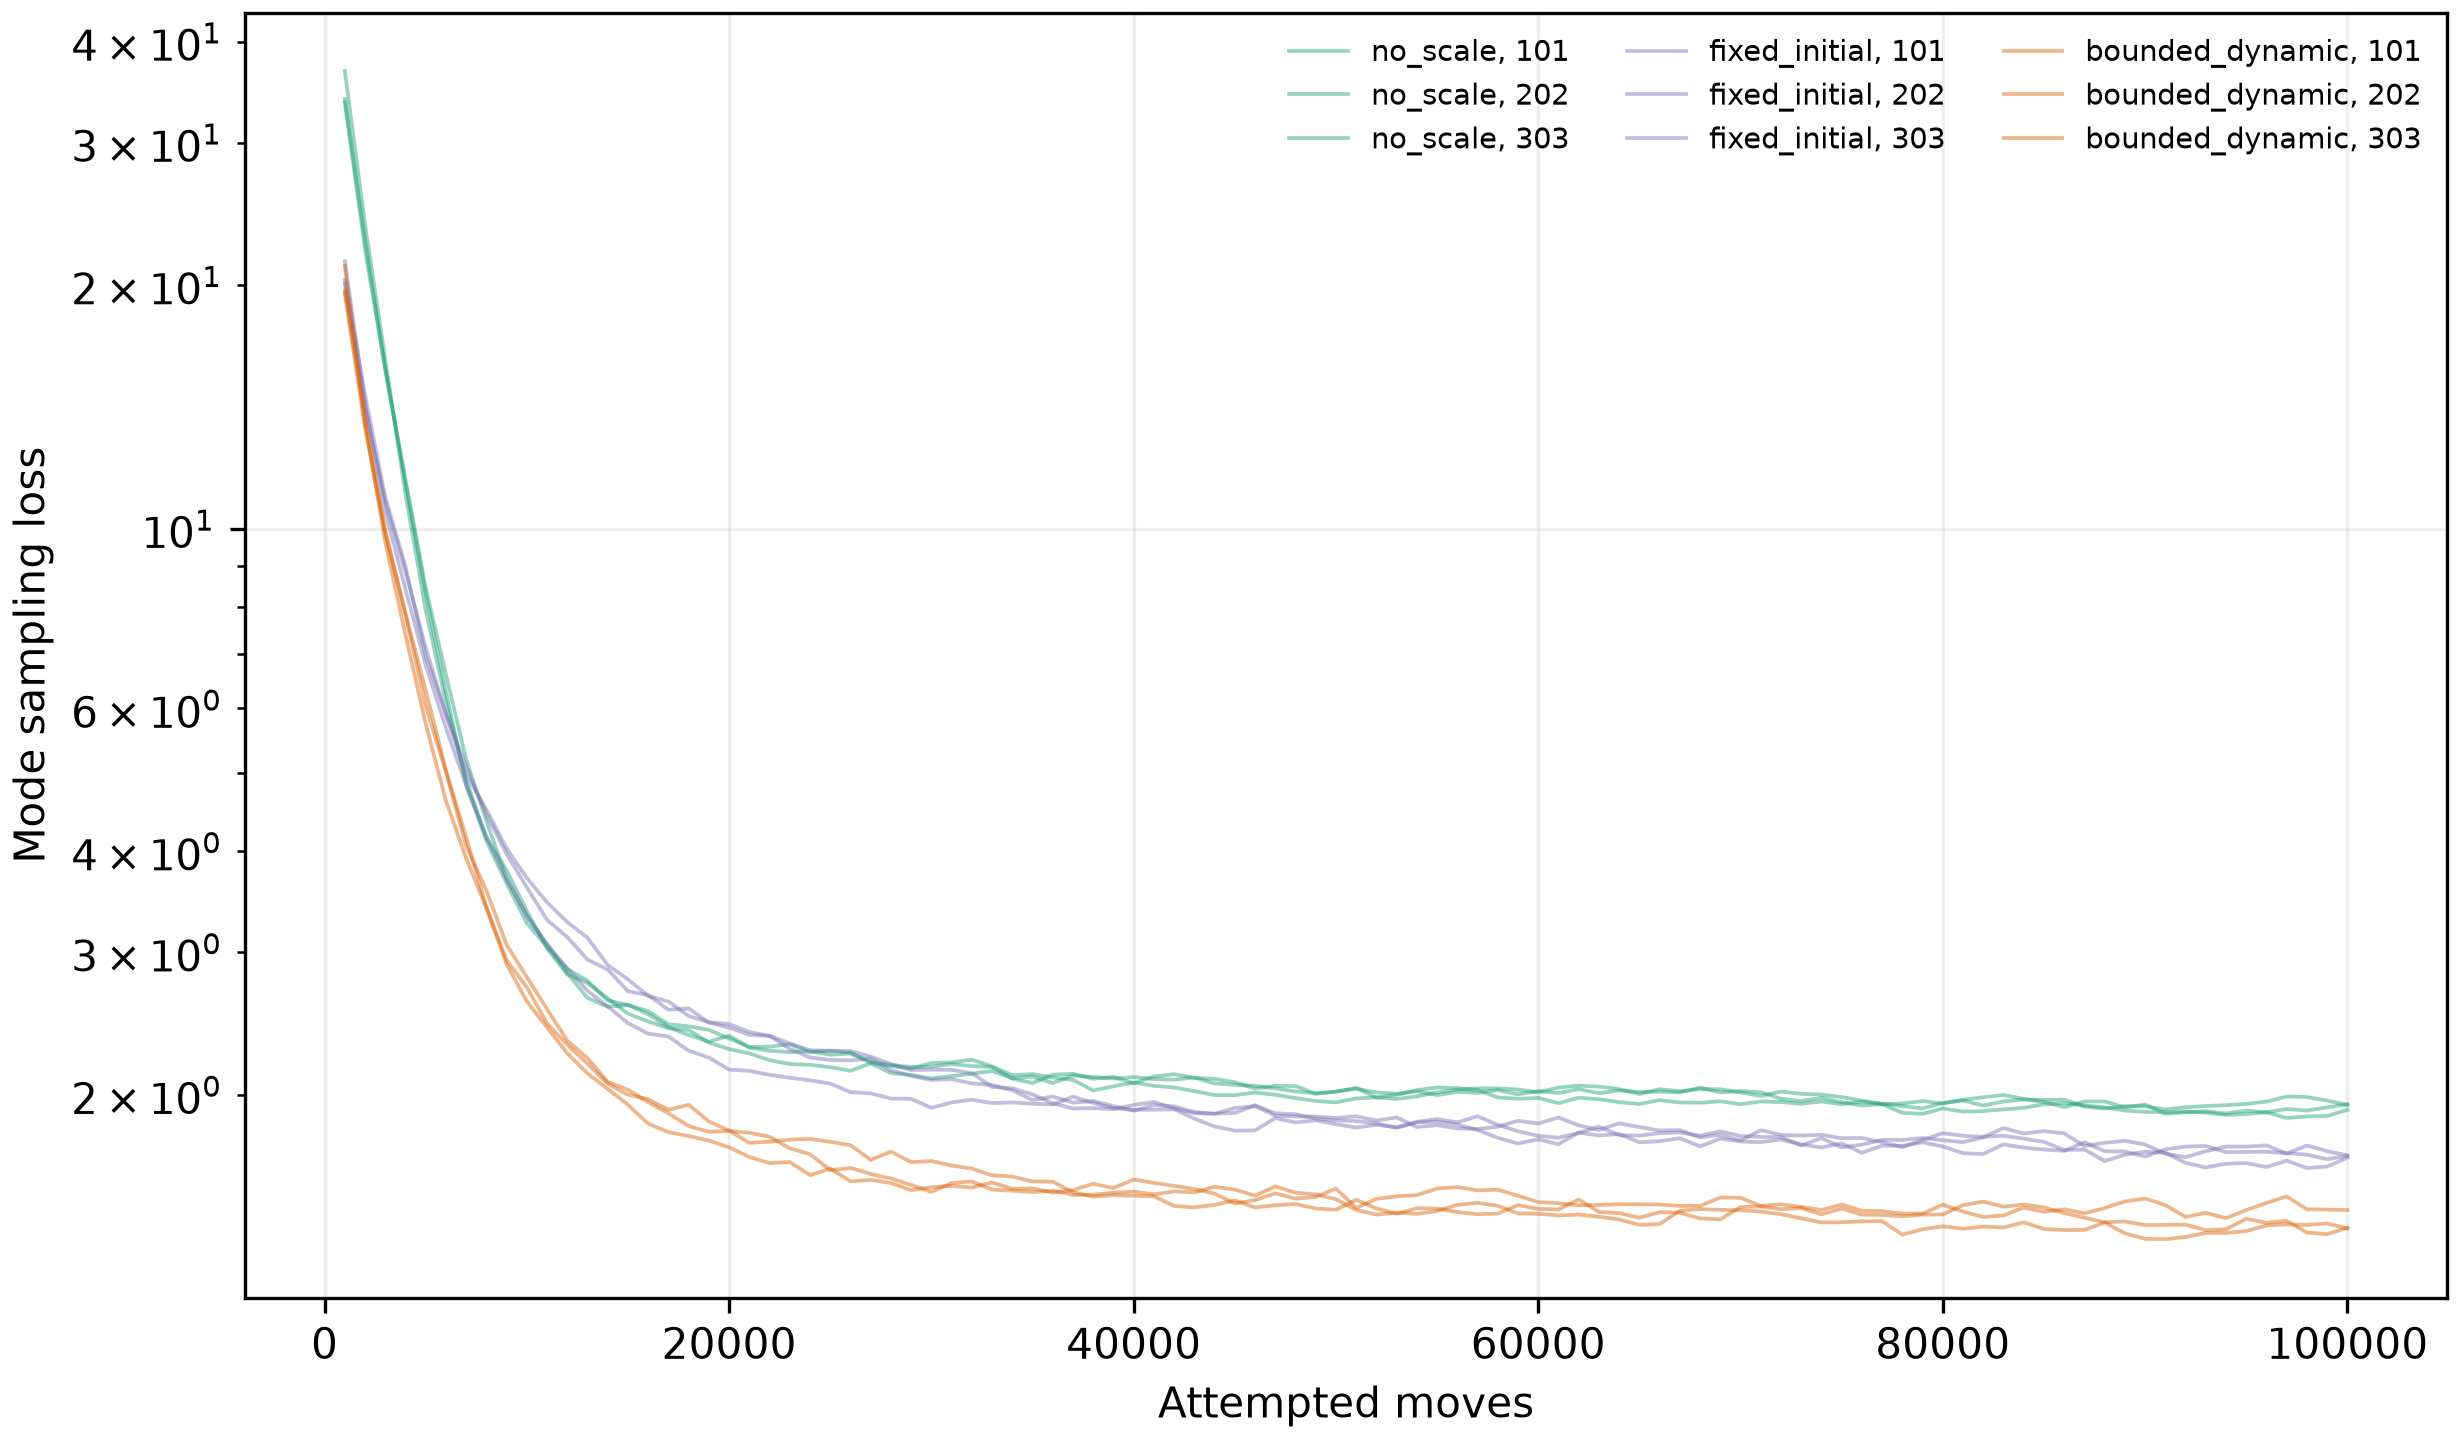 4×10¹
3×10¹
2×10¹
10¹
6×10⁰
4×10⁰
3×10⁰
2×10⁰
Mode sampling loss
no_scale, 101
no_scale, 202
no_scale, 303
fixed_initial, 101
fixed_initial, 202
fixed_initial, 303
bounded_dynamic, 101
bounded_dynamic, 202
bounded_dynamic, 303
0 20000 40000 60000 80000 100000
Attempted moves